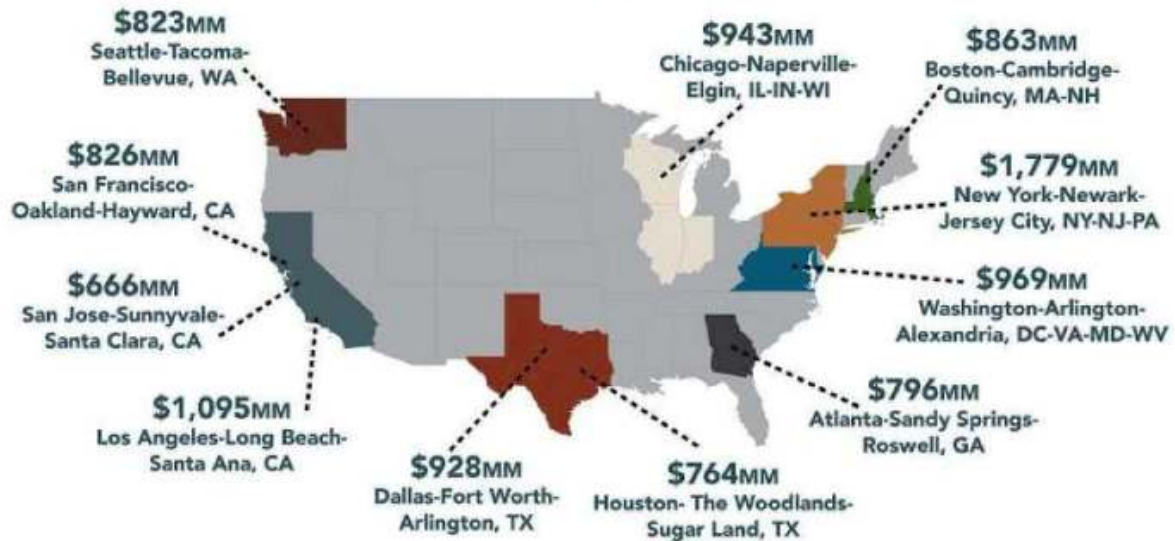 $823MM
Seattle-Tacoma-
Bellevue, WA
$943MM
Chicago-Naperville-
Elgin, IL-IN-WI
$863MM
Boston-Cambridge-
Quincy, MA-NH
$826MM
San Francisco-
Oakland-Hayward, CA
$1,779MM
New York-Newark-
Jersey City, NY-NJ-PA
$666MM
San Jose-Sunnyvale-
Santa Clara, CA
$969MM
Washington-Arlington-
Alexandria, DC-VA-MD-WV
$1,095MM
Los Angeles-Long Beach-
Santa Ana, CA
$796MM
Atlanta-Sandy Springs-
Roswell, GA
$928MM
Dallas-Fort Worth-
Arlington, TX
$764MM
Houston- The Woodlands-
Sugar Land, TX